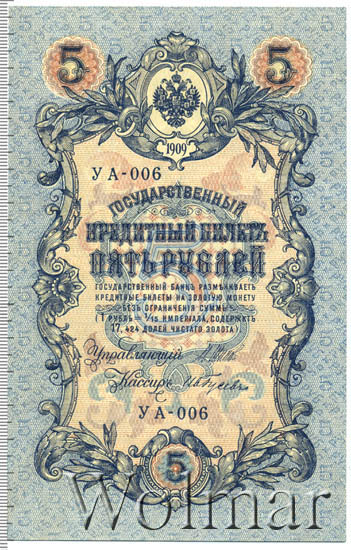 5 5
1909
УА-006
ГОСУДАРСТВЕННЫЙ
КРЕДИТНЫЙ БИЛЕТЪ
ПЯТЬ РУБЛЕЙ
ГОСУДАРСТВЕННЫЙ БАНКЪ РАЗМѢНИВАЕТЪ
КРЕДИТНЫЕ БИЛЕТЫ НА ЗОЛОТУЮ МОНЕТУ
БЕЗЪ ОГРАНИЧЕНІЯ СУММЫ
(1 РУБЛЬ = 1/15 ИМПЕРІАЛА, СОДЕРЖИТЪ
17,424 ДОЛЕЙ ЧИСТАГО ЗОЛОТА)
Управляющій
Кассиръ
УА-006
5
Wolmar